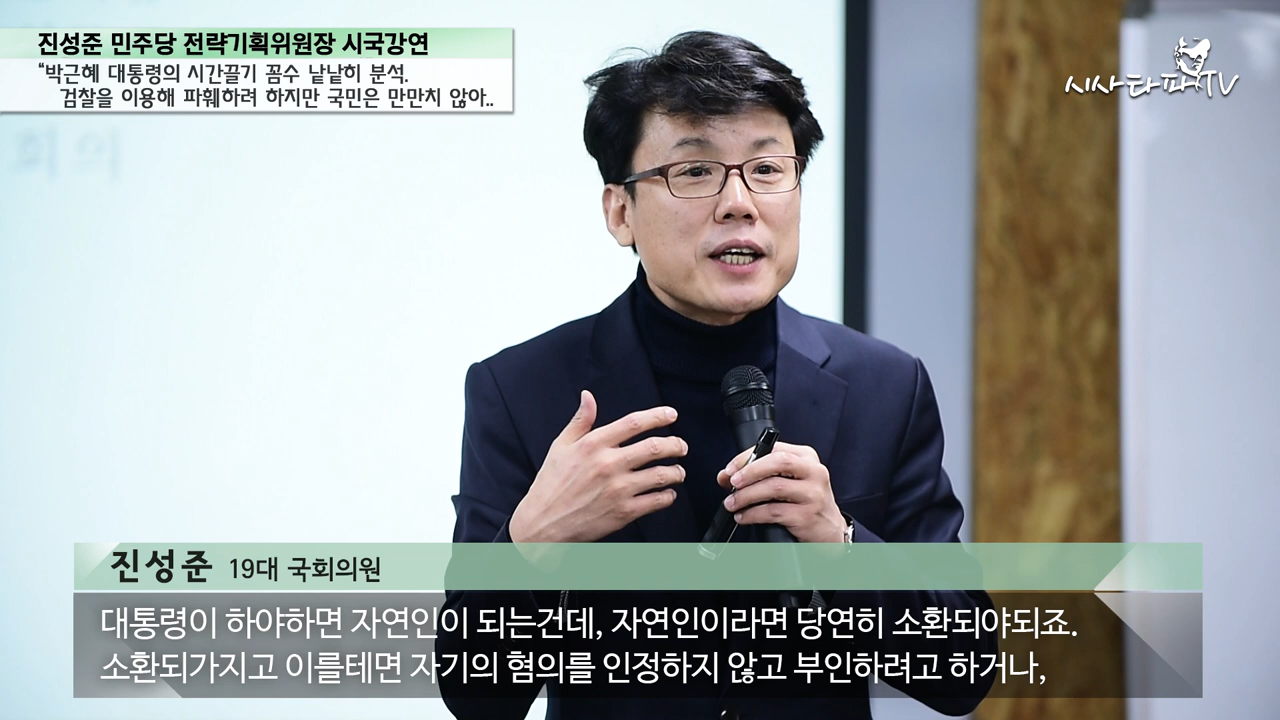 진성준 민주당 전략기획위원장 시국강연
“박근혜 대통령의 시간끌기 꼼수 낱낱히 분석.
검찰을 이용해 파훼하려 하지만 국민은 만만치 않아..
시사타파TV
회의
진성준 19대 국회의원
대통령이 하야하면 자연인이 되는건데, 자연인이라면 당연히 소환되야되죠.
소환되가지고 이를테면 자기의 혐의를 인정하지 않고 부인하려고 하거나,